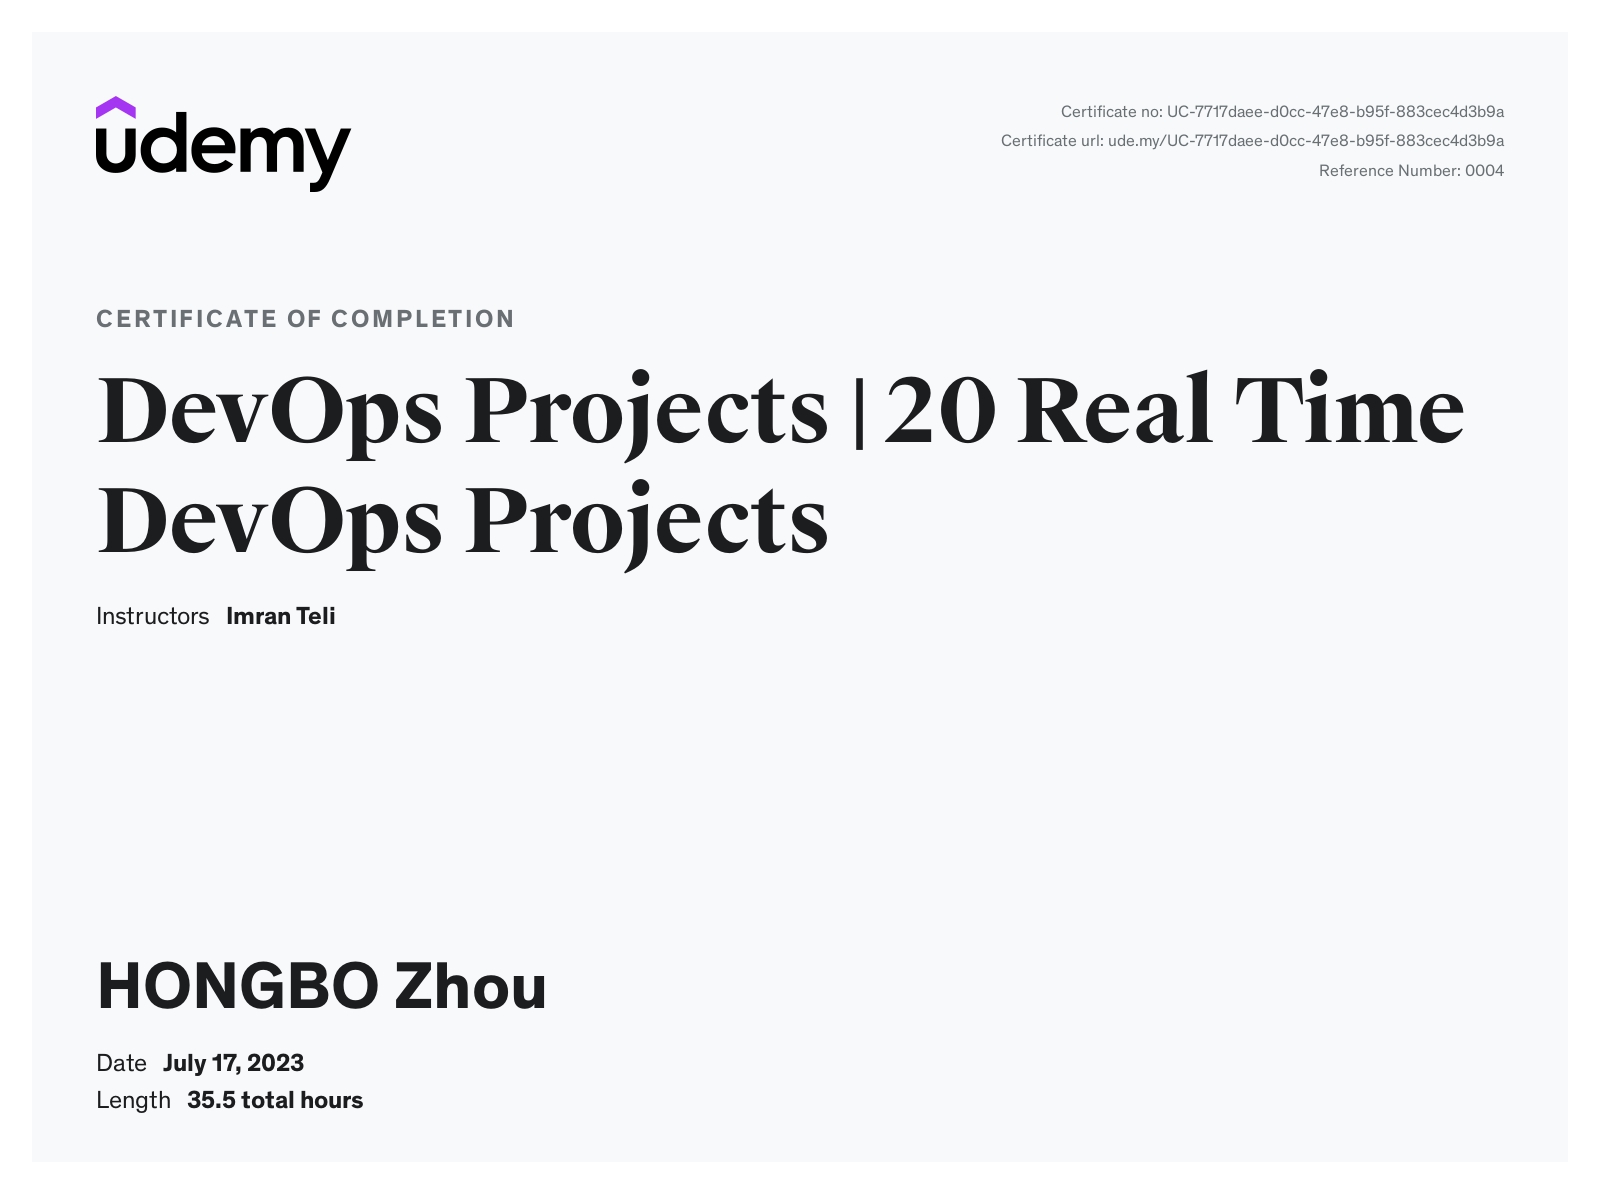 udemy
Certificate no: UC-7717daee-d0cc-47e8-b95f-883cec4d3b9a
Certificate url: ude.my/UC-7717daee-d0cc-47e8-b95f-883cec4d3b9a
Reference Number: 0004
CERTIFICATE OF COMPLETION
DevOps Projects | 20 Real Time
DevOps Projects
Instructors Imran Teli
HONGBO Zhou
Date July 17, 2023
Length 35.5 total hours